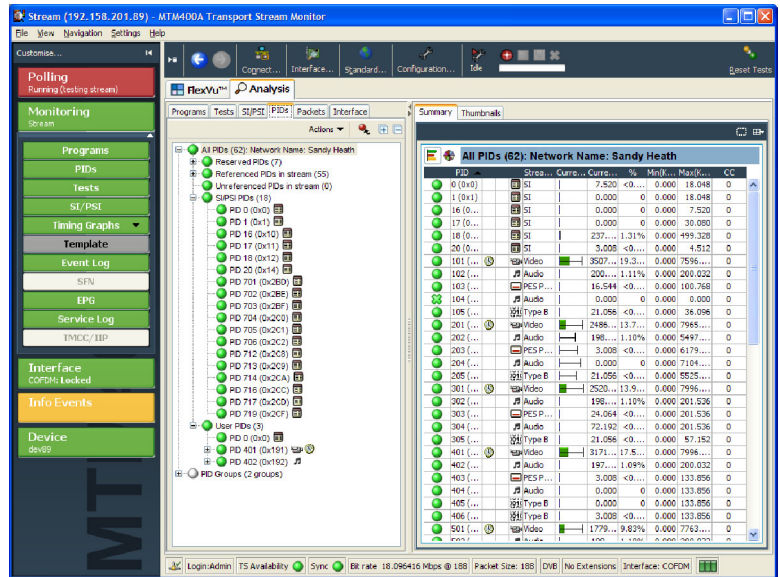 Stream (192.158.201.89) - MTM400A Transport Stream Monitor
File View Navigation Settings Help
Customise...
Connect... Interface... Standard... Configuration... Idle Reset Tests
Polling
Running (testing stream)
FlexVu™ Analysis
Monitoring
Stream
Programs Tests SI/PSI PIDs Packets Interface
Summary Thumbnails
Actions
Programs
PIDs
Tests
SI/PSI
Timing Graphs
Template
Event Log
SFN
EPG
Service Log
TMCC/IIP
Interface
COFDM: Locked
Info Events
Device
dev89
MTM
All PIDs (62): Network Name: Sandy Heath
Reserved PIDs (7)
Referenced PIDs in stream (55)
Unreferenced PIDs in stream (0)
SI/PSI PIDs (18)
PID 0 (0x0)
PID 1 (0x1)
PID 16 (0x10)
PID 17 (0x11)
PID 18 (0x12)
PID 20 (0x14)
PID 701 (0x2BD)
PID 702 (0x2BE)
PID 703 (0x2BF)
PID 704 (0x2C0)
PID 705 (0x2C1)
PID 706 (0x2C2)
PID 712 (0x2C8)
PID 713 (0x2C9)
PID 714 (0x2CA)
PID 716 (0x2CC)
PID 717 (0x2CD)
PID 719 (0x2CF)
User PIDs (3)
PID 0 (0x0)
PID 401 (0x191)
PID 402 (0x192)
PID Groups (2 groups)
All PIDs (62): Network Name: Sandy Heath
PID Strea... Curre... Curre... % Min(K... Max(K... CC
0 (0x0) SI 7.520 <0.... 0.000 18.048 0
1 (0x1) SI 0.000 0 0.000 18.048 0
16 (0... SI 0.000 0 0.000 7.520 0
17 (0... SI 0.000 0 0.000 30.080 0
18 (0... SI 237.... 1.31% 0.000 499.328 0
20 (0... SI 3.008 <0.... 0.000 4.512 0
101 (... Video 3507... 19.3... 0.000 7596.... 0
102 (... Audio 200.... 1.11% 0.000 200.032 0
103 (... PES P... 16.544 <0.... 0.000 100.768 0
104 (... Audio 0.000 0 0.000 0.000 0
105 (... Type B 21.056 <0.... 0.000 36.096 0
201 (... Video 2486... 13.7... 0.000 7965.... 0
202 (... Audio 198.... 1.10% 0.000 5497.... 0
203 (... PES P... 3.008 <0.... 0.000 6179.... 0
204 (... Audio 0.000 0 0.000 7104.... 0
205 (... Type B 21.056 <0.... 0.000 5525.... 0
301 (... Video 2520... 13.9... 0.000 7996.... 0
302 (... Audio 198.... 1.10% 0.000 201.536 0
303 (... PES P... 24.064 <0.... 0.000 201.536 0
304 (... Audio 72.192 <0.... 0.000 201.536 0
305 (... Type B 21.056 <0.... 0.000 57.152 0
401 (... Video 3171... 17.5... 0.000 7996.... 0
402 (... Audio 197.... 1.09% 0.000 200.032 0
403 (... PES P... 3.008 <0.... 0.000 133.856 0
404 (... Audio 0.000 0 0.000 133.856 0
405 (... Type B 0.000 0 0.000 133.856 0
406 (... Type B 3.008 <0.... 0.000 133.856 0
501 (... Video 1779... 9.83% 0.000 7763.... 0
Login:Admin TS Availability Sync Bit rate 18.096416 Mbps @ 188 Packet Size: 188 DVB No Extensions Interface: COFDM